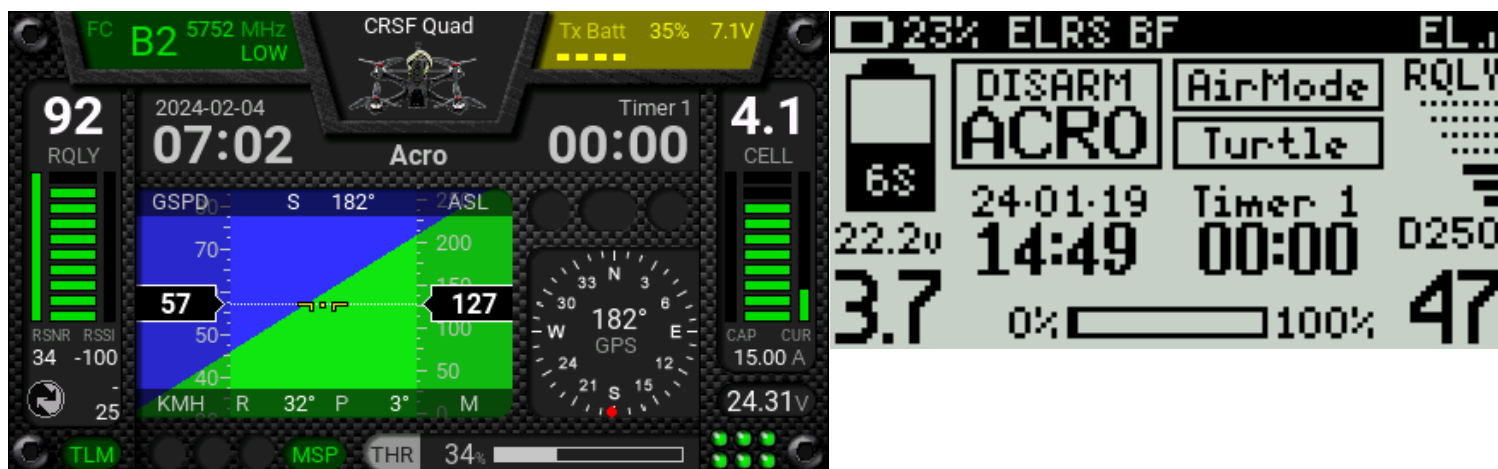 FC B2 5752 MHz
LOW
CRSF Quad
Tx Batt 35% 7.1V
92
RQLY
2024-02-04
07:02
Acro
Timer 1
00:00
4.1
CELL
GSPD S 182° ASL
70
57
50
40
200
127
100
50
0
KMH R 32° P 3° M
N
33 3
30 6
W 182° E
GPS
24 12
21 S 15
RSNR RSSI
34 -100
-
25
CAP CUR
15.00 A
24.31V
TLM
MSP
THR 34%
23% ELRS BF EL
6S
22.2v
3.7
DISARM
ACRO
AirMode
Turtle
24-01-19
14:49
Timer 1
00:00
0% 100%
RQLY
D250
47